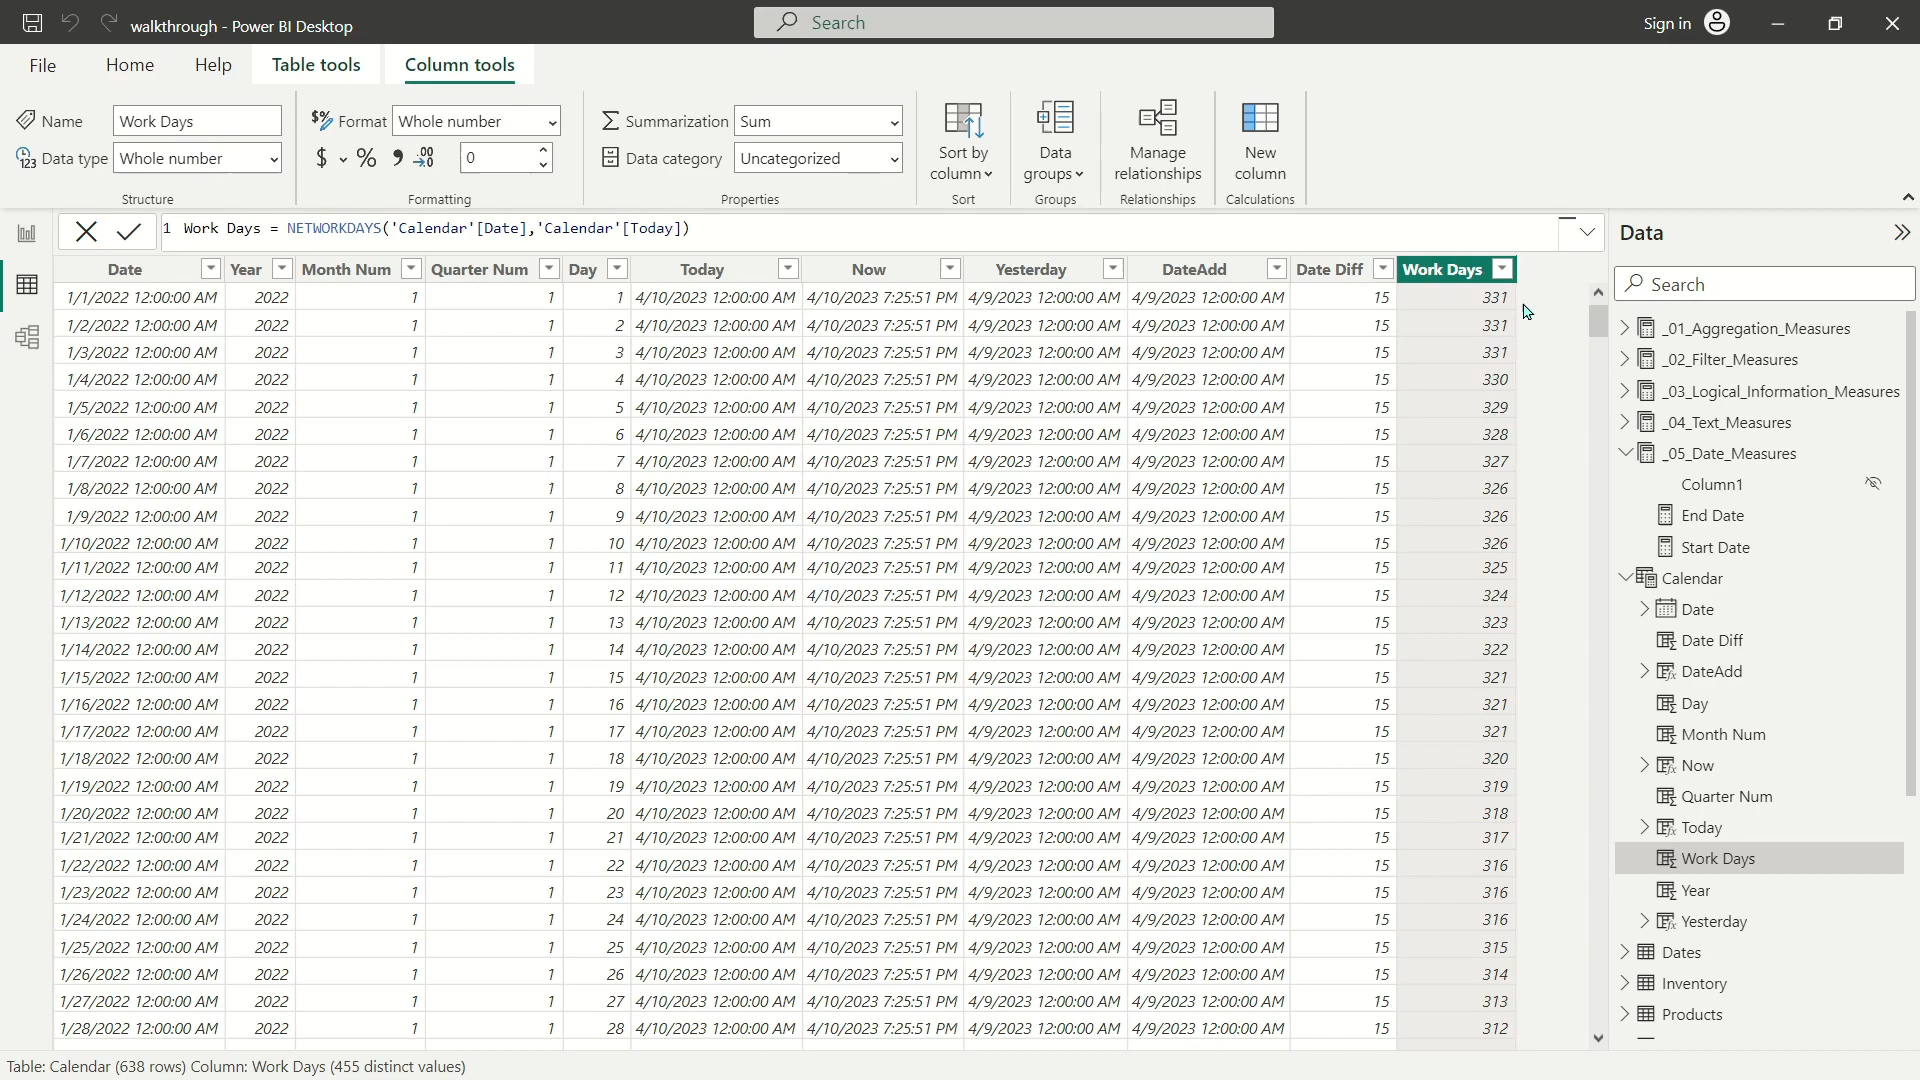 walkthrough - Power BI Desktop
Search
Sign in
File Home Help Table tools Column tools
Name Work Days Format Whole number Summarization Sum
Data type Whole number $ % , .00 0 Data category Uncategorized
Sort by column
Data groups
Manage relationships
New column
Structure Formatting Properties Sort Groups Relationships Calculations
1 Work Days = NETWORKDAYS('Calendar'[Date],'Calendar'[Today])
Date Year Month Num Quarter Num Day Today Now Yesterday DateAdd Date Diff Work Days
1/1/2022 12:00:00 AM 2022 1 1 1 4/10/2023 12:00:00 AM 4/10/2023 7:25:51 PM 4/9/2023 12:00:00 AM 4/9/2023 12:00:00 AM 15 331
1/2/2022 12:00:00 AM 2022 1 1 2 4/10/2023 12:00:00 AM 4/10/2023 7:25:51 PM 4/9/2023 12:00:00 AM 4/9/2023 12:00:00 AM 15 331
1/3/2022 12:00:00 AM 2022 1 1 3 4/10/2023 12:00:00 AM 4/10/2023 7:25:51 PM 4/9/2023 12:00:00 AM 4/9/2023 12:00:00 AM 15 331
1/4/2022 12:00:00 AM 2022 1 1 4 4/10/2023 12:00:00 AM 4/10/2023 7:25:51 PM 4/9/2023 12:00:00 AM 4/9/2023 12:00:00 AM 15 330
1/5/2022 12:00:00 AM 2022 1 1 5 4/10/2023 12:00:00 AM 4/10/2023 7:25:51 PM 4/9/2023 12:00:00 AM 4/9/2023 12:00:00 AM 15 329
1/6/2022 12:00:00 AM 2022 1 1 6 4/10/2023 12:00:00 AM 4/10/2023 7:25:51 PM 4/9/2023 12:00:00 AM 4/9/2023 12:00:00 AM 15 328
1/7/2022 12:00:00 AM 2022 1 1 7 4/10/2023 12:00:00 AM 4/10/2023 7:25:51 PM 4/9/2023 12:00:00 AM 4/9/2023 12:00:00 AM 15 327
1/8/2022 12:00:00 AM 2022 1 1 8 4/10/2023 12:00:00 AM 4/10/2023 7:25:51 PM 4/9/2023 12:00:00 AM 4/9/2023 12:00:00 AM 15 326
1/9/2022 12:00:00 AM 2022 1 1 9 4/10/2023 12:00:00 AM 4/10/2023 7:25:51 PM 4/9/2023 12:00:00 AM 4/9/2023 12:00:00 AM 15 326
1/10/2022 12:00:00 AM 2022 1 1 10 4/10/2023 12:00:00 AM 4/10/2023 7:25:51 PM 4/9/2023 12:00:00 AM 4/9/2023 12:00:00 AM 15 326
1/11/2022 12:00:00 AM 2022 1 1 11 4/10/2023 12:00:00 AM 4/10/2023 7:25:51 PM 4/9/2023 12:00:00 AM 4/9/2023 12:00:00 AM 15 325
1/12/2022 12:00:00 AM 2022 1 1 12 4/10/2023 12:00:00 AM 4/10/2023 7:25:51 PM 4/9/2023 12:00:00 AM 4/9/2023 12:00:00 AM 15 324
1/13/2022 12:00:00 AM 2022 1 1 13 4/10/2023 12:00:00 AM 4/10/2023 7:25:51 PM 4/9/2023 12:00:00 AM 4/9/2023 12:00:00 AM 15 323
1/14/2022 12:00:00 AM 2022 1 1 14 4/10/2023 12:00:00 AM 4/10/2023 7:25:51 PM 4/9/2023 12:00:00 AM 4/9/2023 12:00:00 AM 15 322
1/15/2022 12:00:00 AM 2022 1 1 15 4/10/2023 12:00:00 AM 4/10/2023 7:25:51 PM 4/9/2023 12:00:00 AM 4/9/2023 12:00:00 AM 15 321
1/16/2022 12:00:00 AM 2022 1 1 16 4/10/2023 12:00:00 AM 4/10/2023 7:25:51 PM 4/9/2023 12:00:00 AM 4/9/2023 12:00:00 AM 15 321
1/17/2022 12:00:00 AM 2022 1 1 17 4/10/2023 12:00:00 AM 4/10/2023 7:25:51 PM 4/9/2023 12:00:00 AM 4/9/2023 12:00:00 AM 15 321
1/18/2022 12:00:00 AM 2022 1 1 18 4/10/2023 12:00:00 AM 4/10/2023 7:25:51 PM 4/9/2023 12:00:00 AM 4/9/2023 12:00:00 AM 15 320
1/19/2022 12:00:00 AM 2022 1 1 19 4/10/2023 12:00:00 AM 4/10/2023 7:25:51 PM 4/9/2023 12:00:00 AM 4/9/2023 12:00:00 AM 15 319
1/20/2022 12:00:00 AM 2022 1 1 20 4/10/2023 12:00:00 AM 4/10/2023 7:25:51 PM 4/9/2023 12:00:00 AM 4/9/2023 12:00:00 AM 15 318
1/21/2022 12:00:00 AM 2022 1 1 21 4/10/2023 12:00:00 AM 4/10/2023 7:25:51 PM 4/9/2023 12:00:00 AM 4/9/2023 12:00:00 AM 15 317
1/22/2022 12:00:00 AM 2022 1 1 22 4/10/2023 12:00:00 AM 4/10/2023 7:25:51 PM 4/9/2023 12:00:00 AM 4/9/2023 12:00:00 AM 15 316
1/23/2022 12:00:00 AM 2022 1 1 23 4/10/2023 12:00:00 AM 4/10/2023 7:25:51 PM 4/9/2023 12:00:00 AM 4/9/2023 12:00:00 AM 15 316
1/24/2022 12:00:00 AM 2022 1 1 24 4/10/2023 12:00:00 AM 4/10/2023 7:25:51 PM 4/9/2023 12:00:00 AM 4/9/2023 12:00:00 AM 15 316
1/25/2022 12:00:00 AM 2022 1 1 25 4/10/2023 12:00:00 AM 4/10/2023 7:25:51 PM 4/9/2023 12:00:00 AM 4/9/2023 12:00:00 AM 15 315
1/26/2022 12:00:00 AM 2022 1 1 26 4/10/2023 12:00:00 AM 4/10/2023 7:25:51 PM 4/9/2023 12:00:00 AM 4/9/2023 12:00:00 AM 15 314
1/27/2022 12:00:00 AM 2022 1 1 27 4/10/2023 12:00:00 AM 4/10/2023 7:25:51 PM 4/9/2023 12:00:00 AM 4/9/2023 12:00:00 AM 15 313
1/28/2022 12:00:00 AM 2022 1 1 28 4/10/2023 12:00:00 AM 4/10/2023 7:25:51 PM 4/9/2023 12:00:00 AM 4/9/2023 12:00:00 AM 15 312
Data
Search
_01_Aggregation_Measures
_02_Filter_Measures
_03_Logical_Information_Measures
_04_Text_Measures
_05_Date_Measures
Column1
End Date
Start Date
Calendar
Date
Date Diff
DateAdd
Day
Month Num
Now
Quarter Num
Today
Work Days
Year
Yesterday
Dates
Inventory
Products
Table: Calendar (638 rows) Column: Work Days (455 distinct values)